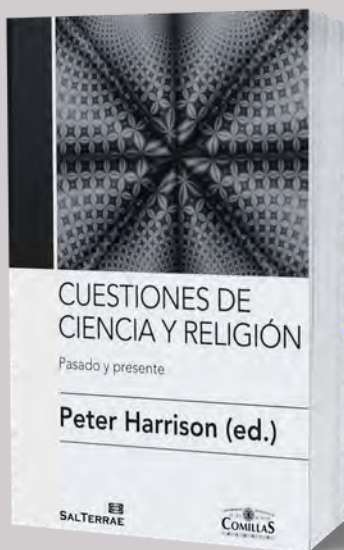 CUESTIONES DE
CIENCIA Y RELIGIÓN
Pasado y presente
Peter Harrison (ed.)
SALTERRAE
COMILLAS